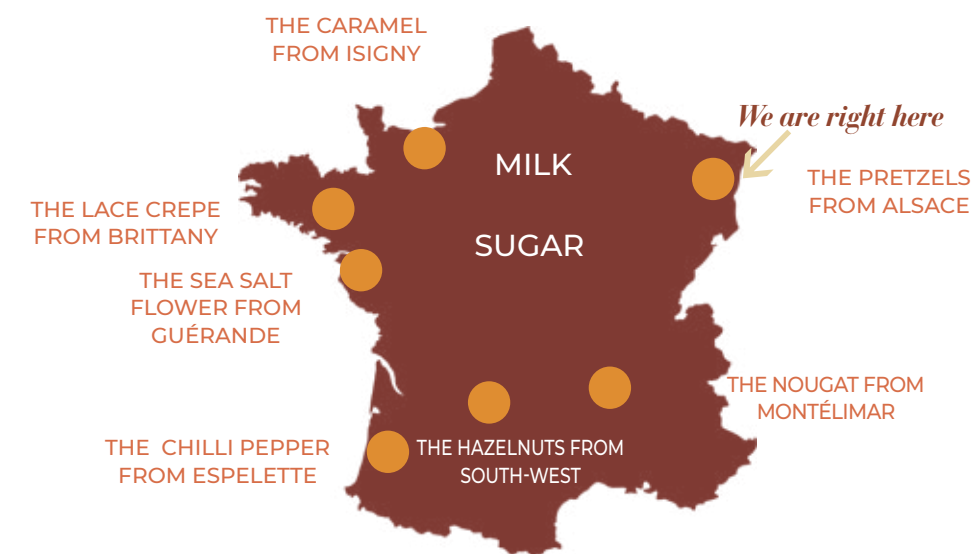 THE CARAMEL
FROM ISIGNY
We are right here
MILK
THE PRETZELS
FROM ALSACE
THE LACE CREPE
FROM BRITTANY
SUGAR
THE SEA SALT
FLOWER FROM
GUÉRANDE
THE NOUGAT FROM
MONTÉLIMAR
THE CHILLI PEPPER
FROM ESPELETTE
THE HAZELNUTS FROM
SOUTH-WEST